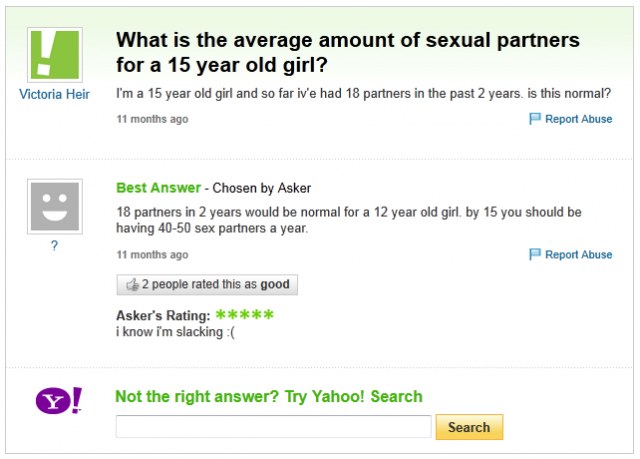 What is the average amount of sexual partners
for a 15 year old girl?
Victoria Heir
I'm a 15 year old girl and so far iv'e had 18 partners in the past 2 years. is this normal?
11 months ago
Report Abuse
Best Answer - Chosen by Asker
18 partners in 2 years would be normal for a 12 year old girl. by 15 you should be
having 40-50 sex partners a year.
?
11 months ago
Report Abuse
2 people rated this as good
Asker's Rating: *****
i know i'm slacking :(
Y!
Not the right answer? Try Yahoo! Search
Search